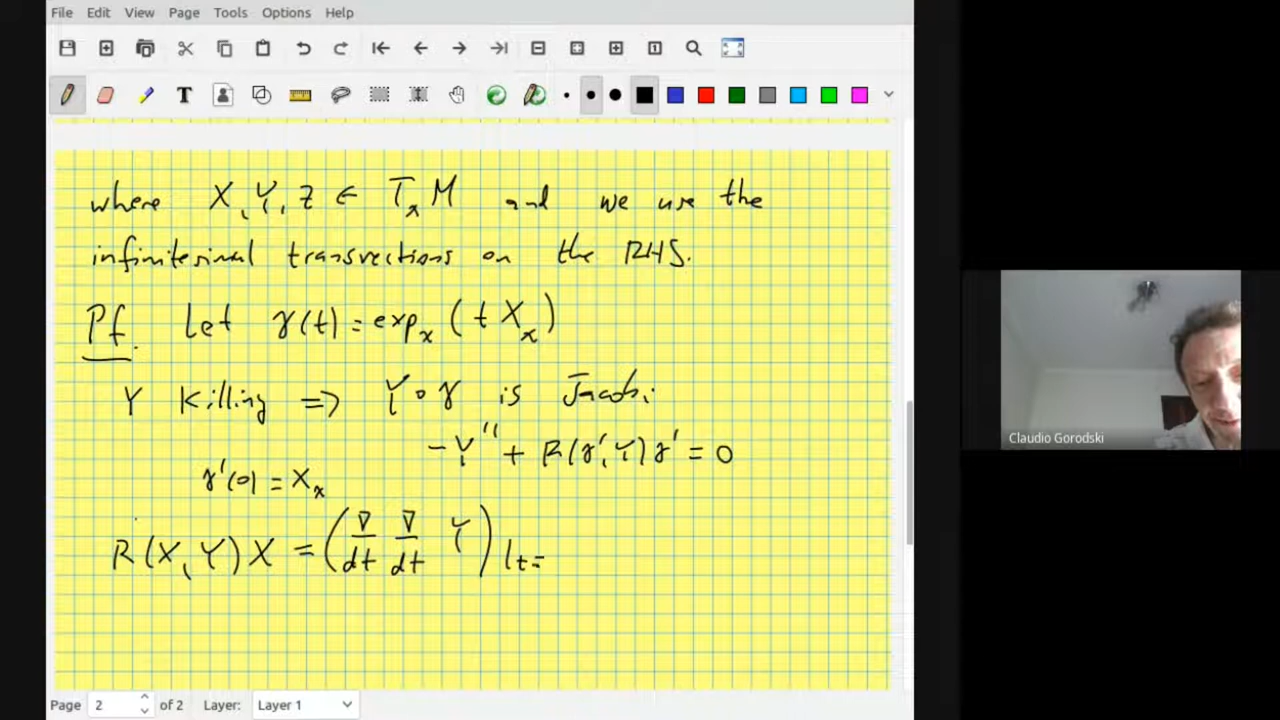 File Edit View Page Tools Options Help
where X, Y, Z ∈ TₓM and we use the
infinitesimal transvections on the RHS.
Pf. Let γ(t) = expₓ (t Xₓ)
Y Killing => Y∘γ is Jacobi
-Y'' + R(γ', Y)γ' = 0
γ'(0) = Xₓ
R(X, Y)X = (∇/dt ∇/dt Y)|t=
Claudio Gorodski
Page 2 of 2 Layer: Layer 1